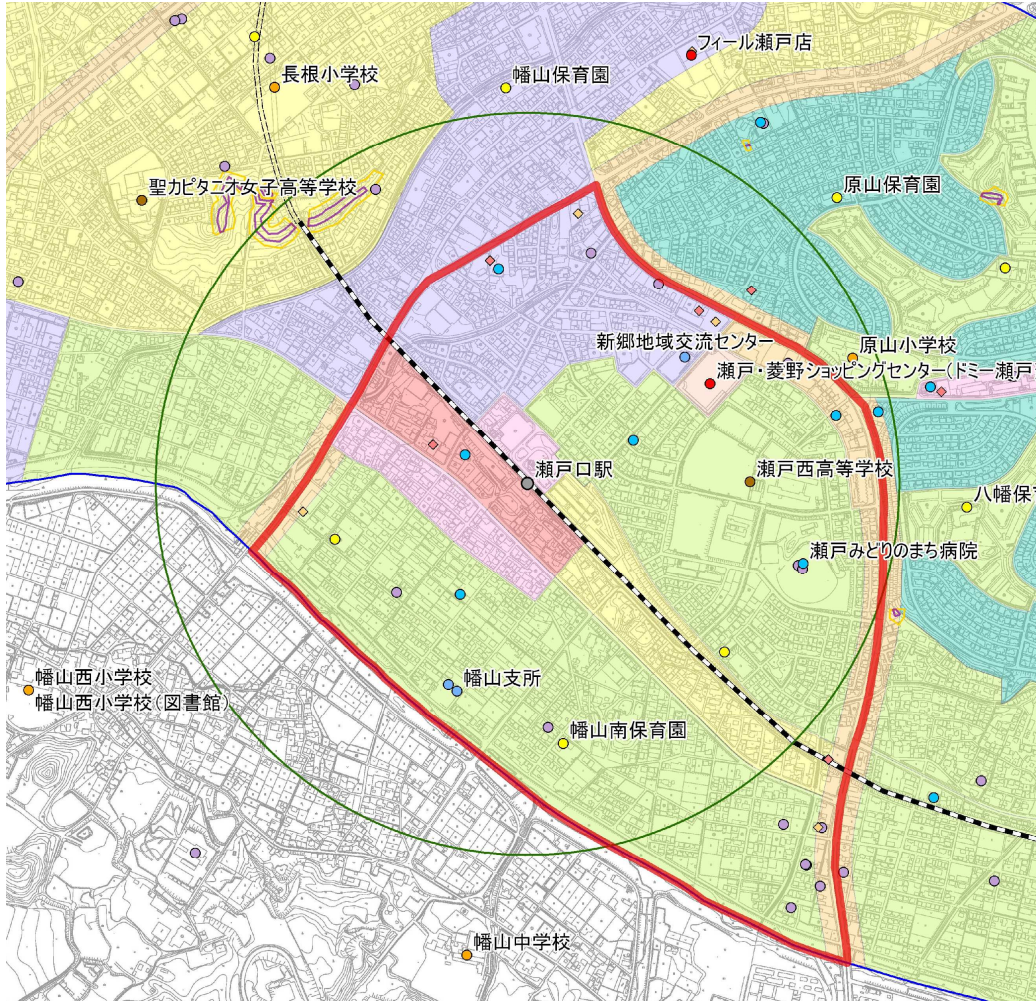 フィール瀬戸店
長根小学校
幡山保育園
聖カピタニオ女子高等学校
原山保育園
新郷地域交流センター
原山小学校
瀬戸・菱野ショッピングセンター(ドミー瀬戸
瀬戸口駅
瀬戸西高等学校
八幡保
瀬戸みどりのまち病院
幡山西小学校
幡山西小学校(図書館)
幡山支所
幡山南保育園
幡山中学校